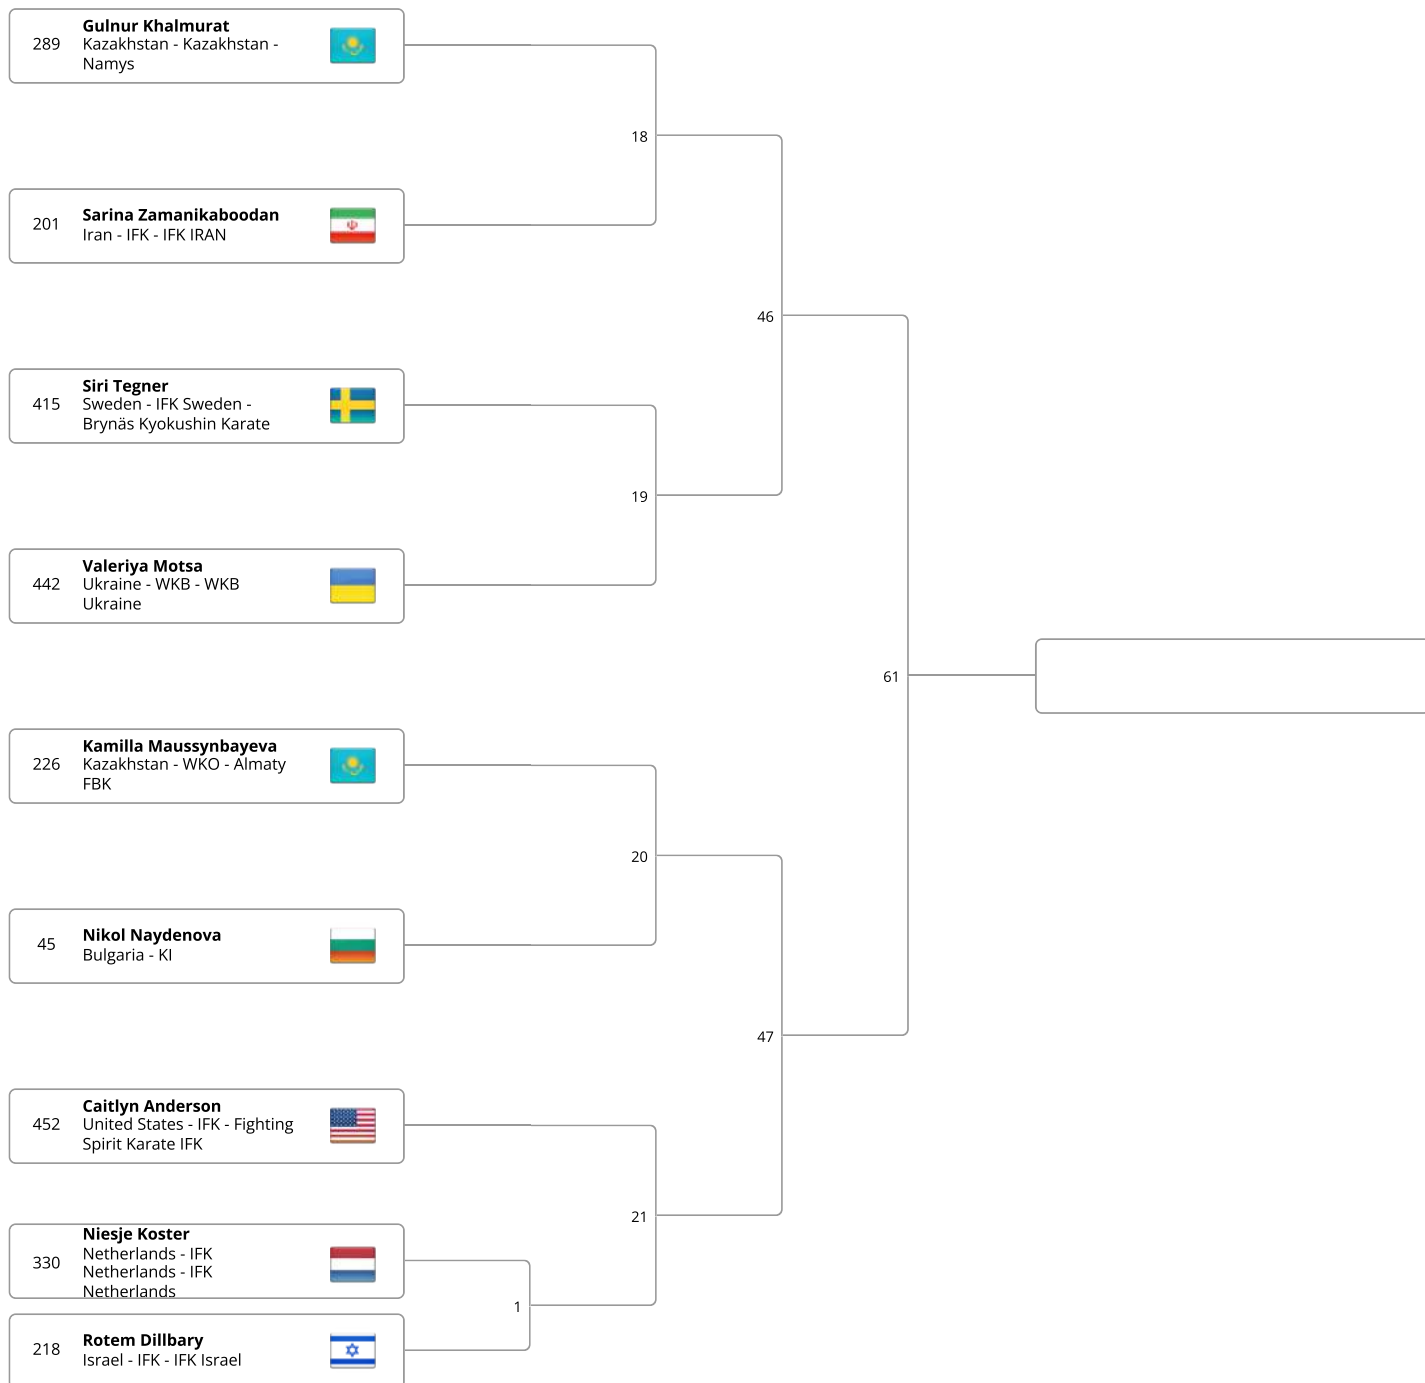 Gulnur Khalmurat
289
Kazakhstan - Kazakhstan -
Namys
18
Sarina Zamanikaboodan
201
Iran - IFK - IFK IRAN
46
Siri Tegner
415
Sweden - IFK Sweden -
Brynäs Kyokushin Karate
19
Valeriya Motsa
442
Ukraine - WKB - WKB
Ukraine
61
Kamilla Maussynbayeva
226
Kazakhstan - WKO - Almaty
FBK
20
Nikol Naydenova
45
Bulgaria - KI
47
Caitlyn Anderson
452
United States - IFK - Fighting
Spirit Karate IFK
21
Niesje Koster
330
Netherlands - IFK
Netherlands - IFK
Netherlands
1
Rotem Dillbary
218
Israel - IFK - IFK Israel